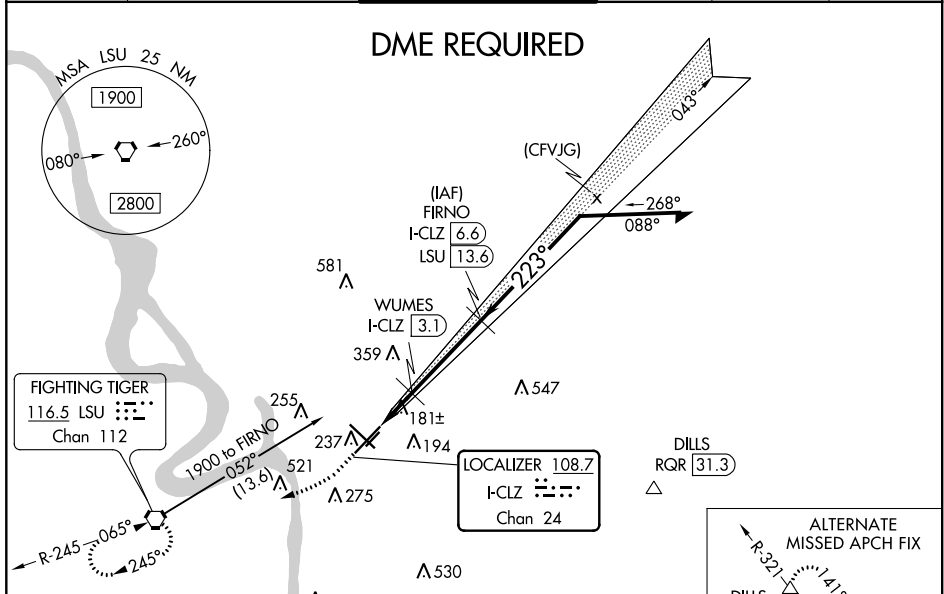 DME REQUIRED
MSA LSU 25 NM
1900
260°
080°
2800
043°
(CFVJG)
(IAF)
FIRNO
I-CLZ 6.6
LSU 13.6
268°
088°
223°
581
WUMES
I-CLZ 3.1
359
547
FIGHTING TIGER
116.5 LSU
Chan 112
255
181±
237
194
1900 to FIRNO
052°
(13.6)
521
275
LOCALIZER 108.7
I-CLZ
Chan 24
DILLS
RQR 31.3
R-245
065°
245°
530
ALTERNATE
MISSED APCH FIX
R-321
141°
DILLS